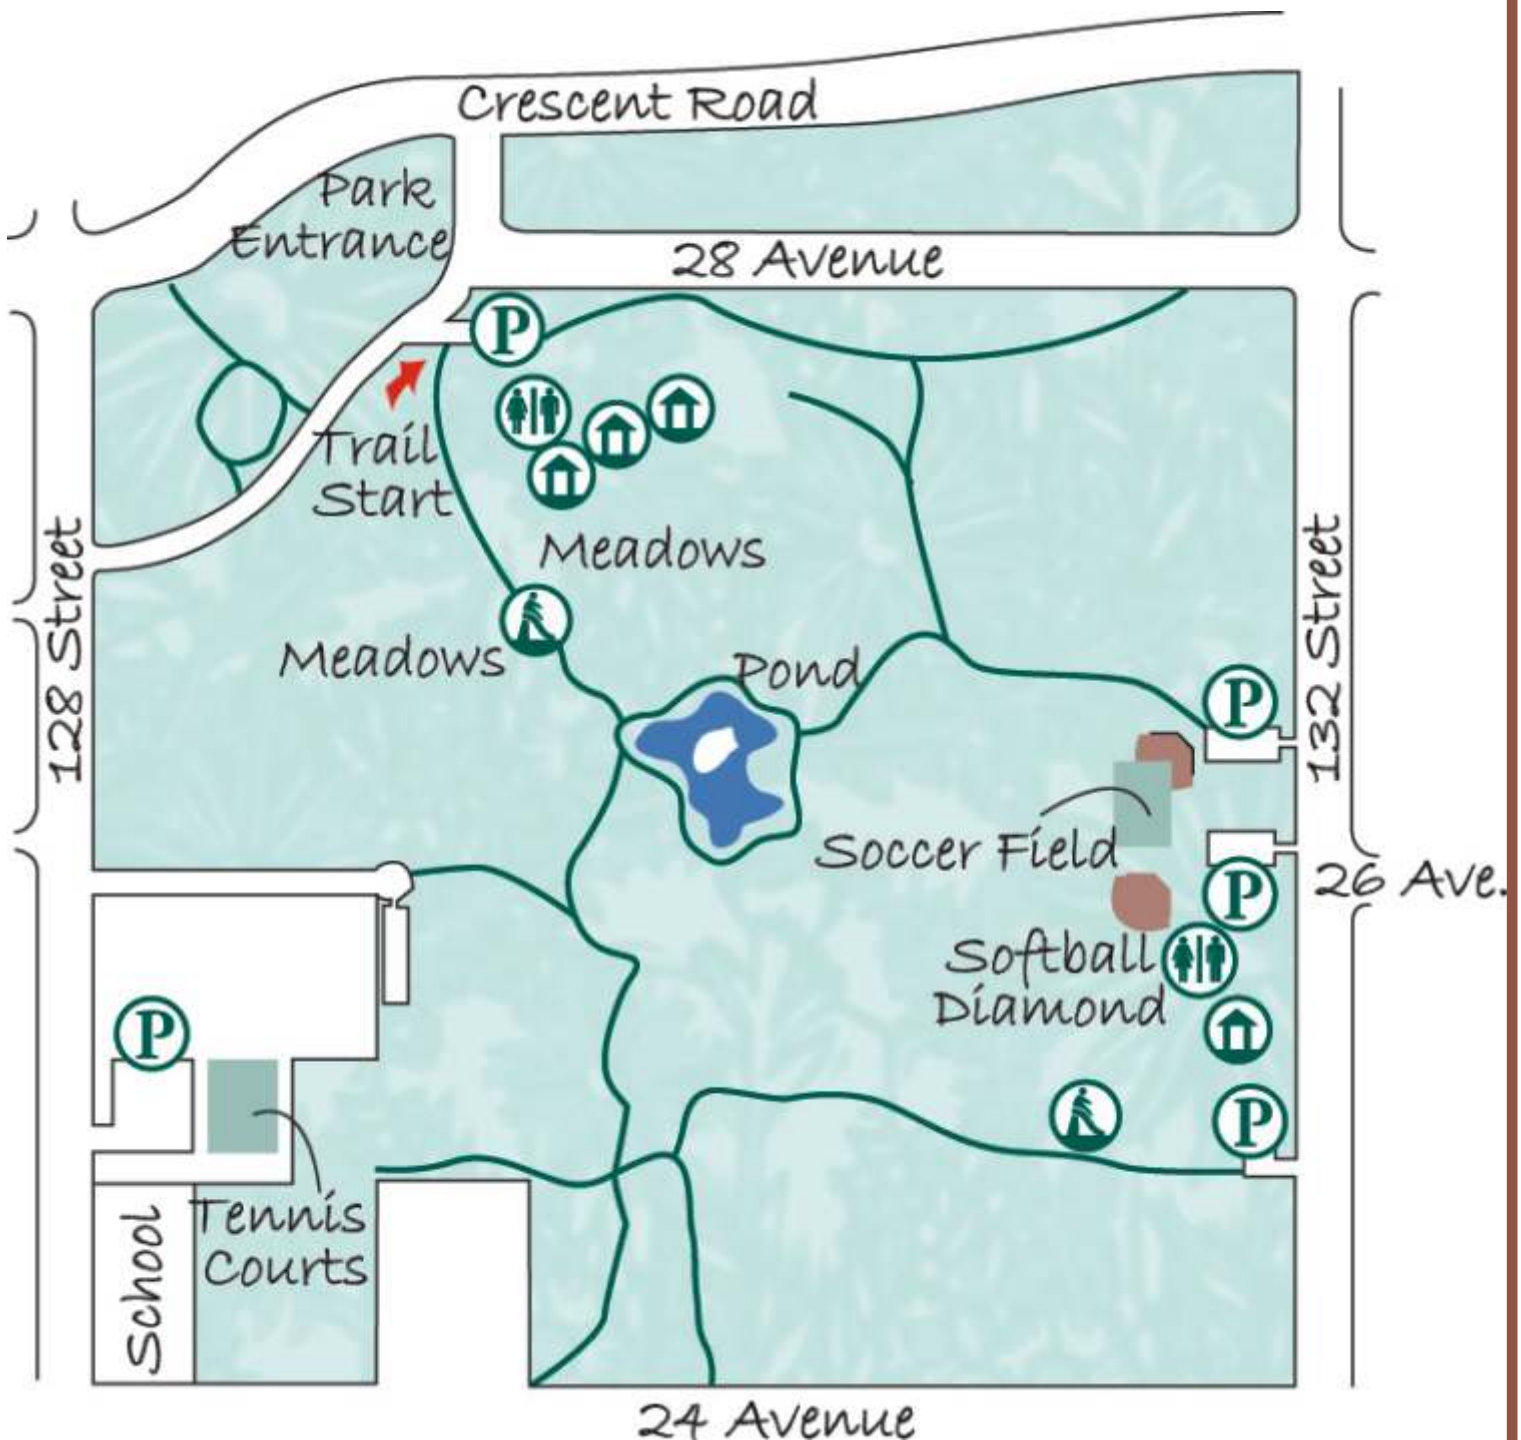 Crescent Road
Park
Entrance
28 Avenue
P
Trail
Start
Meadows
128 Street
132 Street
Meadows
Pond
P
Soccer Field
26 Ave.
P
Softball
Diamond
P
P
Tennis
Courts
School
24 Avenue